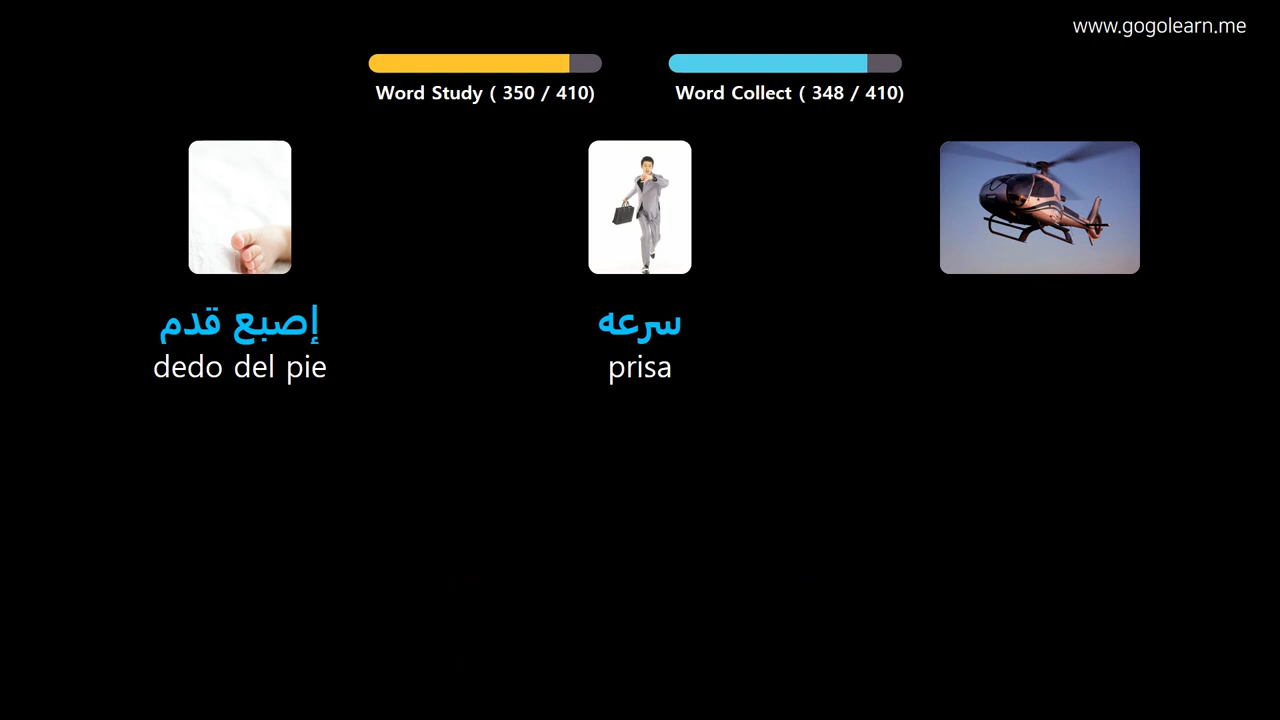 www.gogolearn.me
Word Study ( 350 / 410)
Word Collect ( 348 / 410)
إصبع قدم
dedo del pie
سرعه
prisa